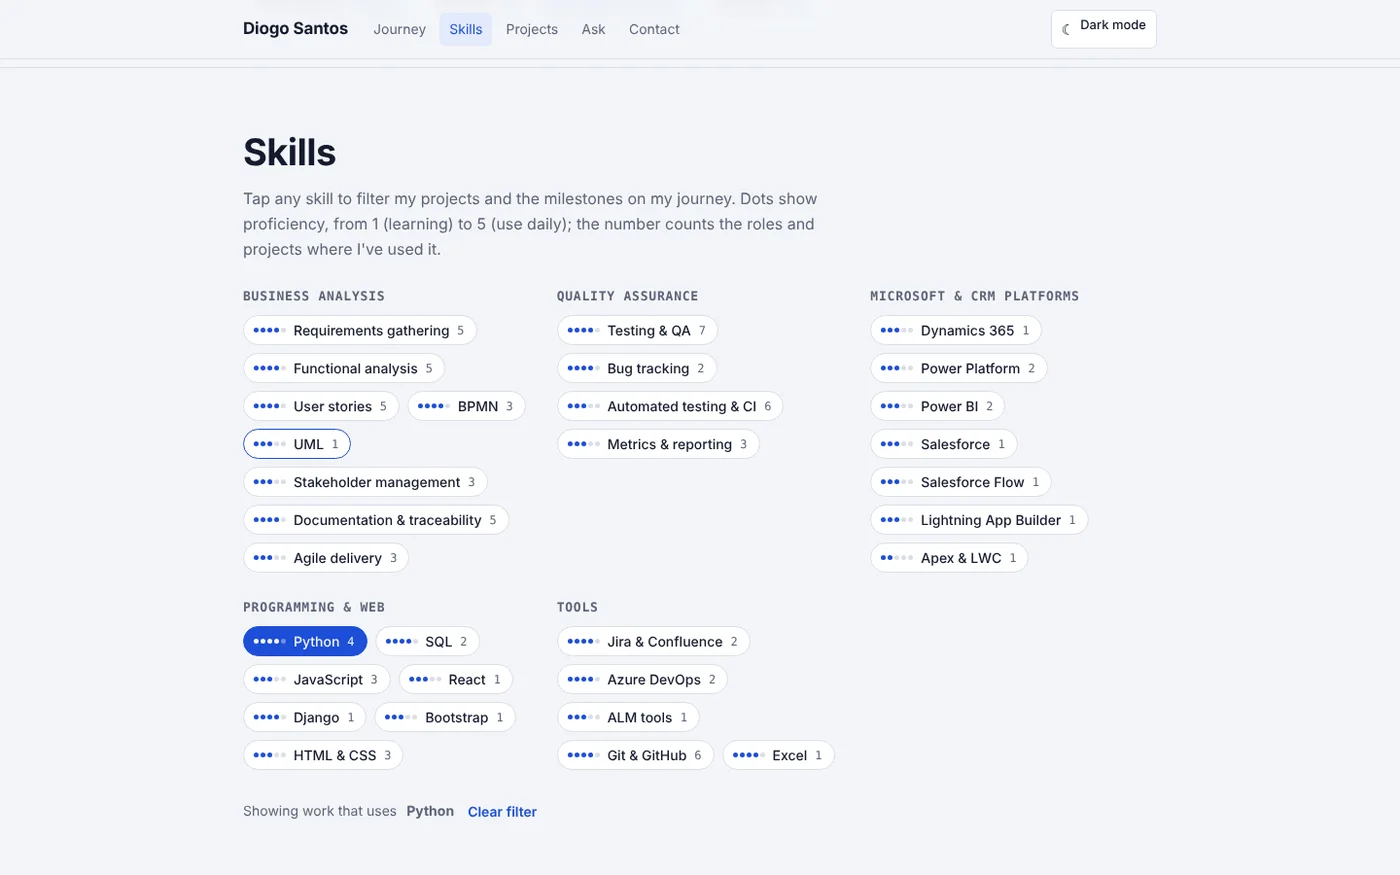 Diogo Santos Journey Skills Projects Ask Contact Dark mode
Skills
Tap any skill to filter my projects and the milestones on my journey. Dots show
proficiency, from 1 (learning) to 5 (use daily); the number counts the roles and
projects where I've used it.
BUSINESS ANALYSIS
Requirements gathering 5
Functional analysis 5
User stories 5 BPMN 3
UML 1
Stakeholder management 3
Documentation & traceability 5
Agile delivery 3
QUALITY ASSURANCE
Testing & QA 7
Bug tracking 2
Automated testing & CI 6
Metrics & reporting 3
MICROSOFT & CRM PLATFORMS
Dynamics 365 1
Power Platform 2
Power BI 2
Salesforce 1
Salesforce Flow 1
Lightning App Builder 1
Apex & LWC 1
PROGRAMMING & WEB
Python 4 SQL 2
JavaScript 3 React 1
Django 1 Bootstrap 1
HTML & CSS 3
TOOLS
Jira & Confluence 2
Azure DevOps 2
ALM tools 1
Git & GitHub 6 Excel 1
Showing work that uses Python Clear filter